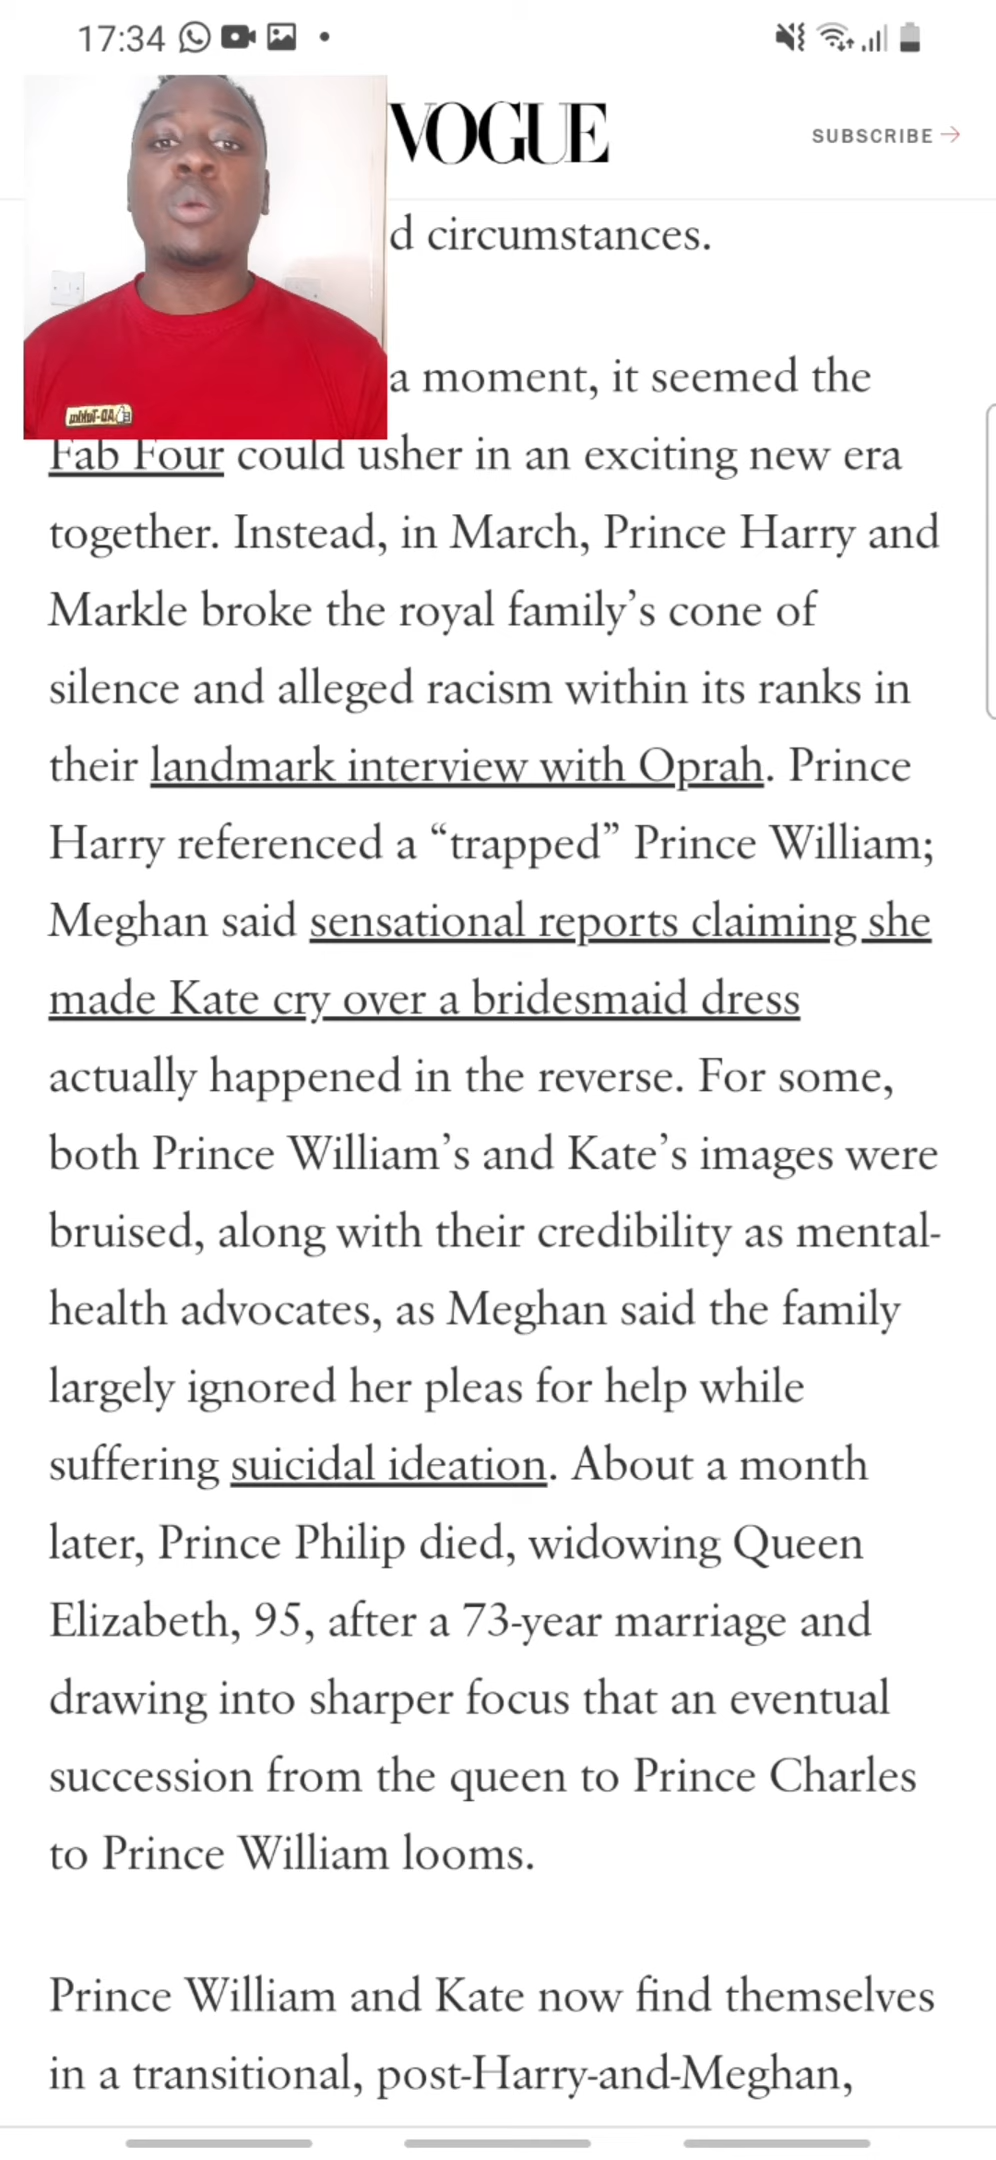 17:34
VOGUE
SUBSCRIBE →
d circumstances.
a moment, it seemed the
Fab Four could usher in an exciting new era
together. Instead, in March, Prince Harry and
Markle broke the royal family’s cone of
silence and alleged racism within its ranks in
their landmark interview with Oprah. Prince
Harry referenced a “trapped” Prince William;
Meghan said sensational reports claiming she
made Kate cry over a bridesmaid dress
actually happened in the reverse. For some,
both Prince William’s and Kate’s images were
bruised, along with their credibility as mental-
health advocates, as Meghan said the family
largely ignored her pleas for help while
suffering suicidal ideation. About a month
later, Prince Philip died, widowing Queen
Elizabeth, 95, after a 73-year marriage and
drawing into sharper focus that an eventual
succession from the queen to Prince Charles
to Prince William looms.
Prince William and Kate now find themselves
in a transitional, post-Harry-and-Meghan,